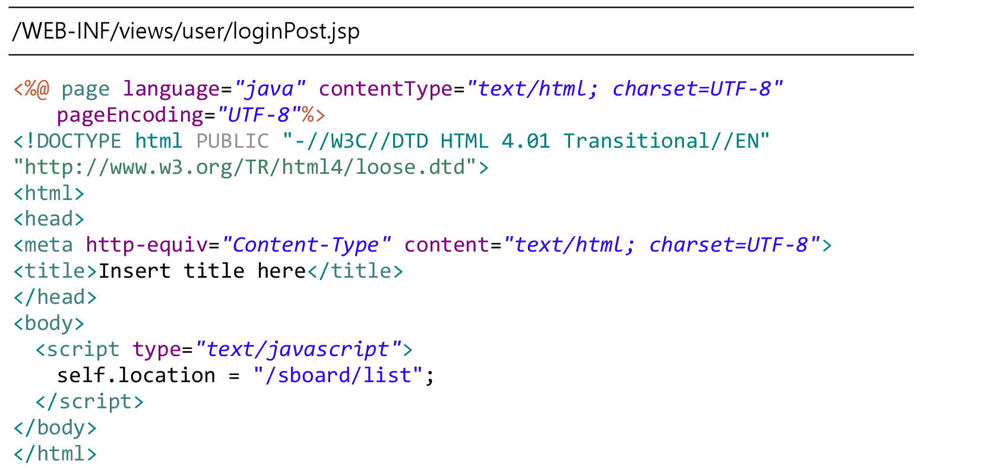 /WEB-INF/views/user/loginPost.jsp
<%@ page language="java" contentType="text/html; charset=UTF-8"
pageEncoding="UTF-8"%>
<!DOCTYPE html PUBLIC "-//W3C//DTD HTML 4.01 Transitional//EN"
"http://www.w3.org/TR/html4/loose.dtd">
<html>
<head>
<meta http-equiv="Content-Type" content="text/html; charset=UTF-8">
<title>Insert title here</title>
</head>
<body>
<script type="text/javascript">
self.location = "/sboard/list";
</script>
</body>
</html>